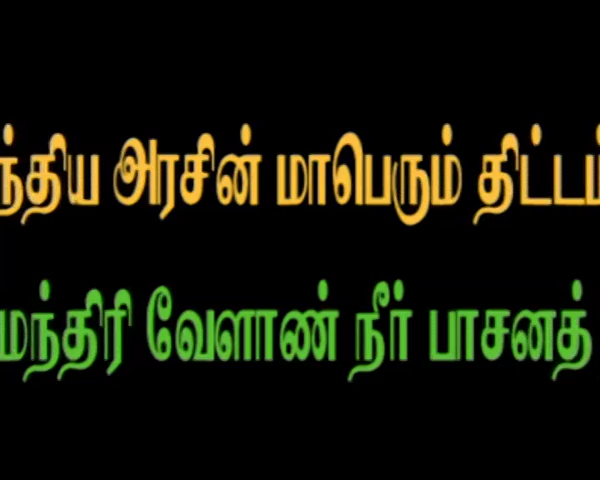 ந்திய அரசின் மாபெரும் திட்டம்
மந்திரி வேளாண் நீர் பாசனத்